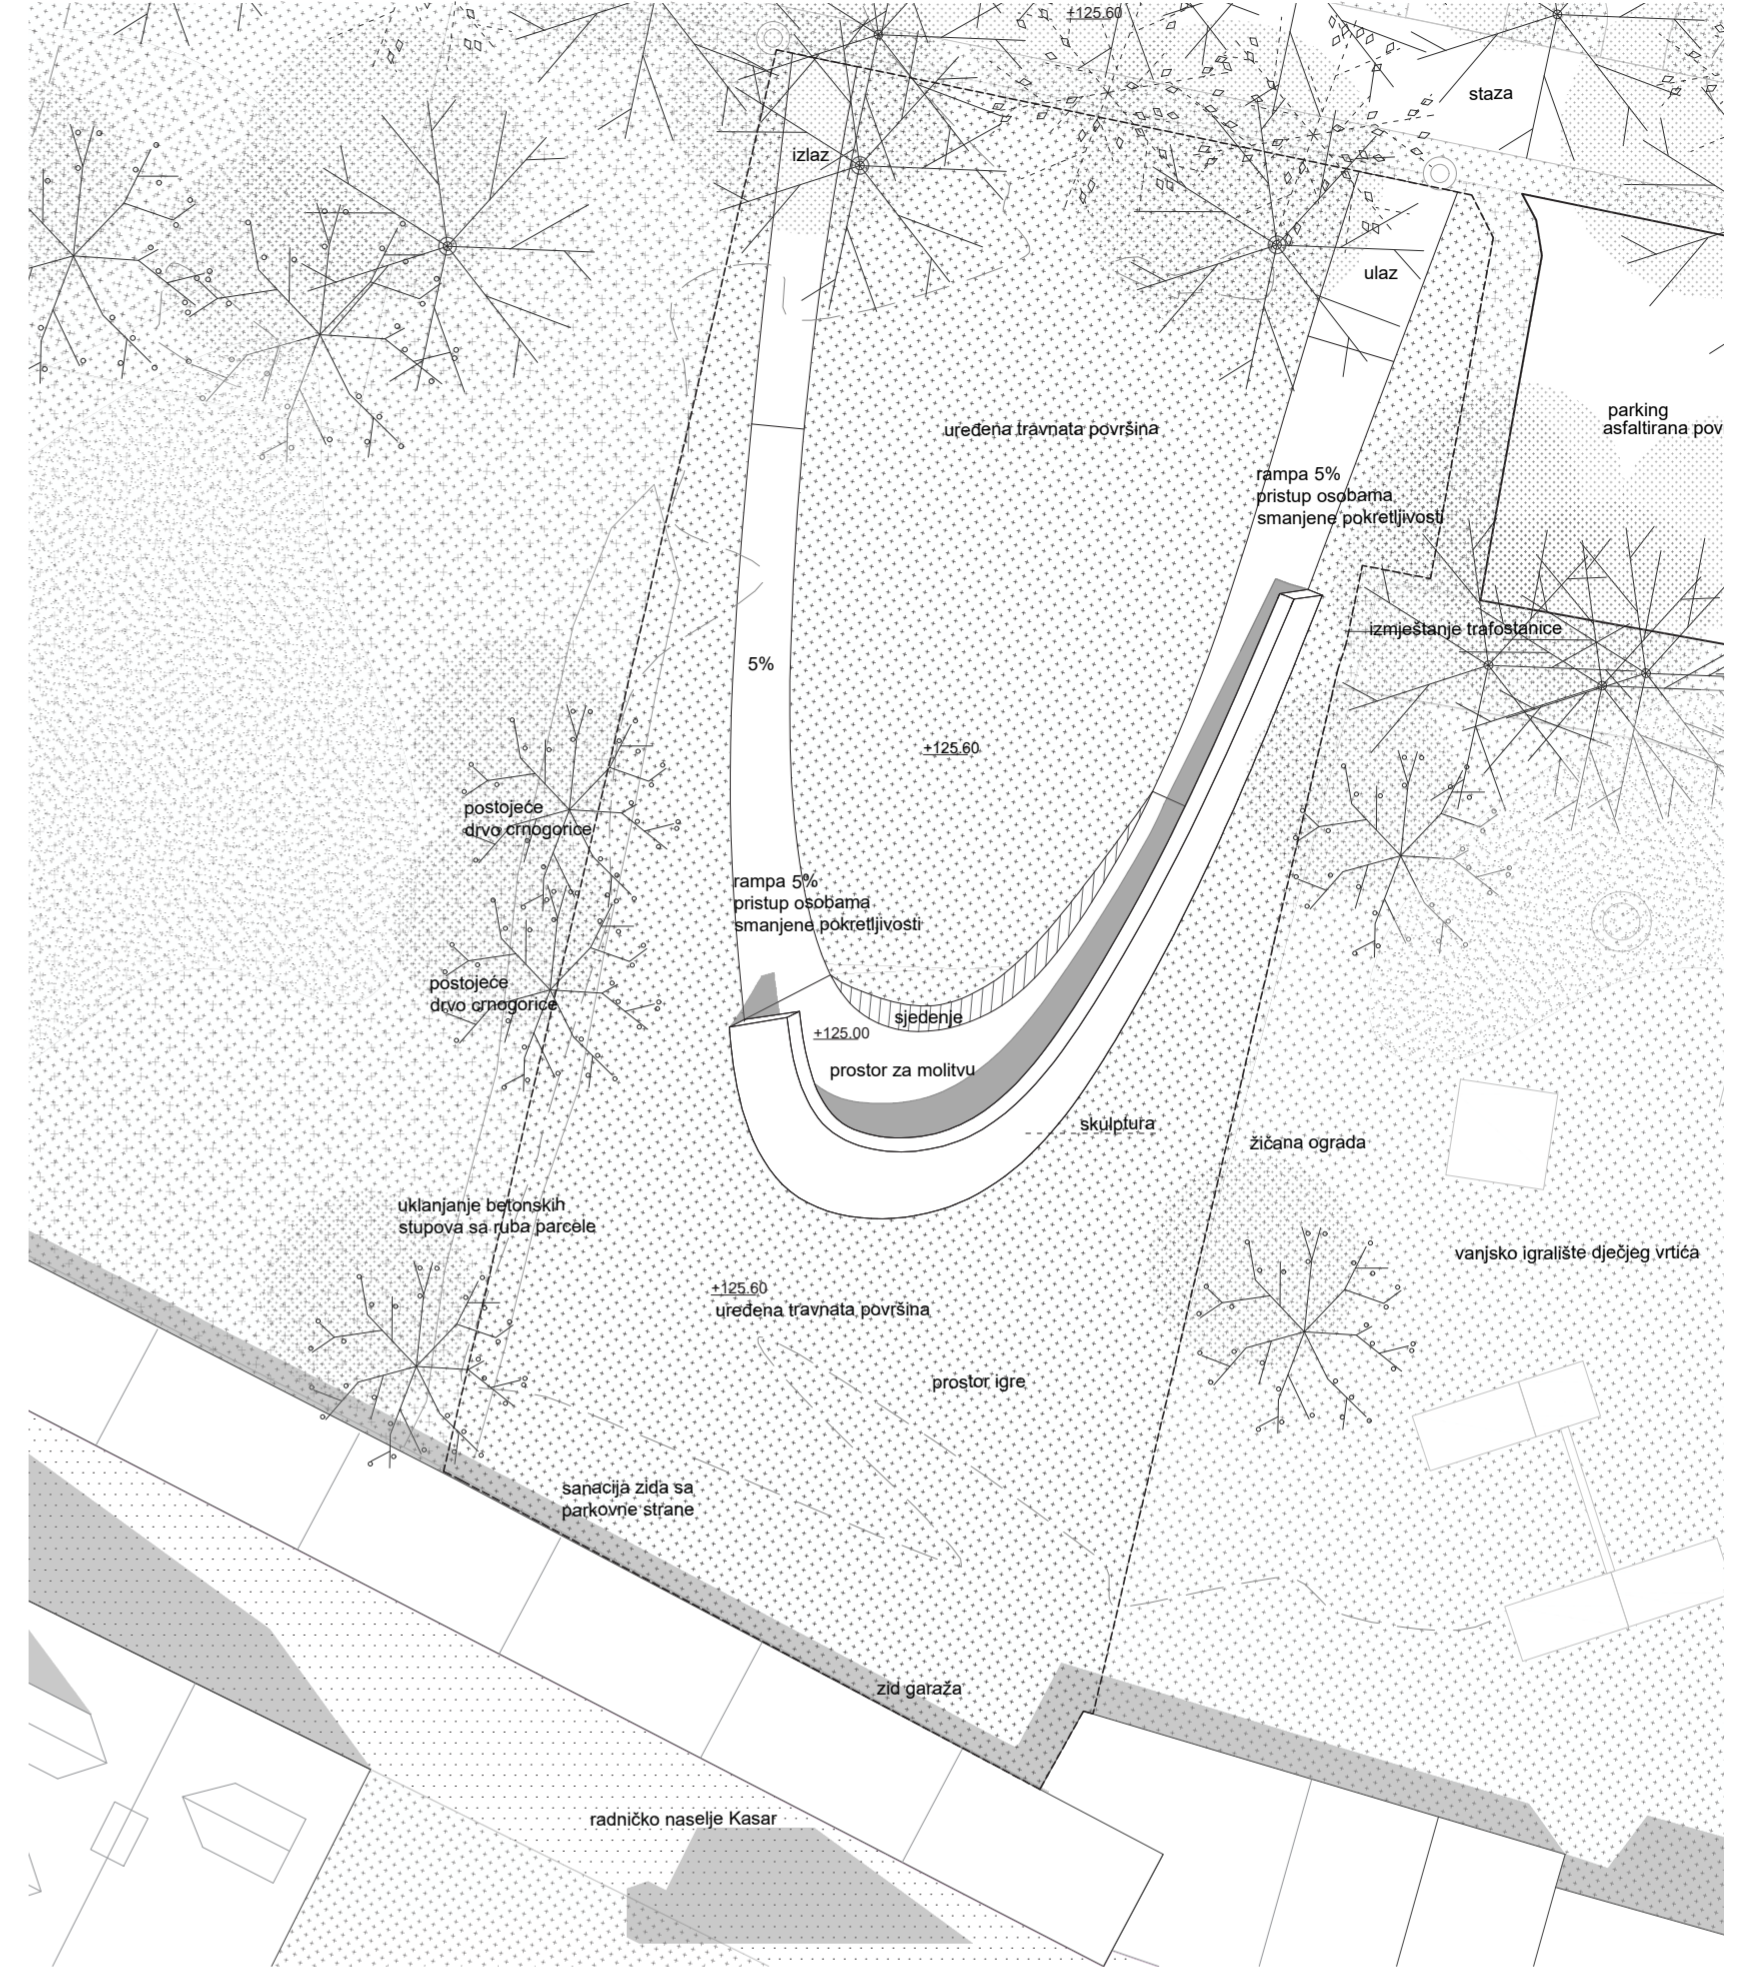 +125.60
staza
izlaz
ulaz
parking
asfaltirana pov
uređena travnata površina
rampa 5%
pristup osobama
smanjene pokretljivosti
izmještanje trafostanice
5%
+125.60
postojeće
drvo crnogorice
rampa 5%
pristup osobama
smanjene pokretljivosti
postojeće
drvo crnogorice
sjedenje
+125.00
prostor za molitvu
skulptura
žičana ograda
uklanjanje betonskih
stupova sa ruba parcele
vanjsko igralište dječjeg vrtića
+125.60
uređena travnata površina
prostor igre
sanacija zida sa
parkovne strane
zid garaža
radničko naselje Kasar